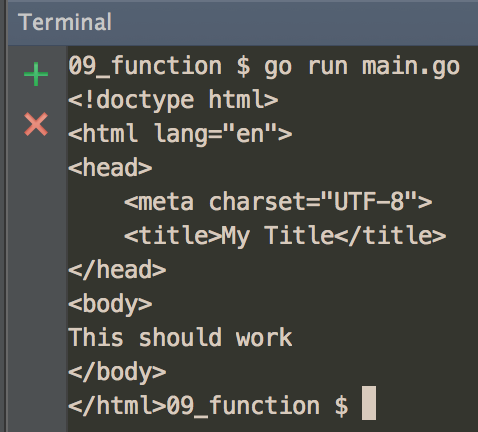 Terminal
09_function $ go run main.go
<!doctype html>
<html lang="en">
<head>
    <meta charset="UTF-8">
    <title>My Title</title>
</head>
<body>
This should work
</body>
</html>09_function $